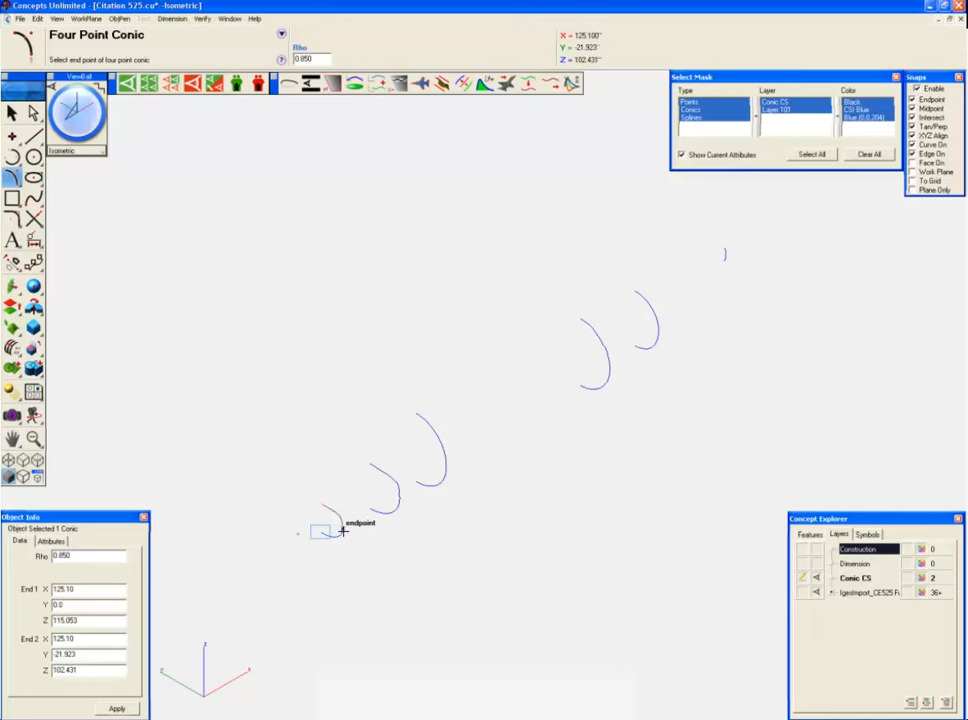 Concepts Unlimited - [Citation 525.cu* --Isometric]
File Edit View WorkPlane ObjPen Text Dimension Verify Window Help
Four Point Conic
Select end point of four point conic
Rho
0.850
X = 125.100"
Y = -21.923
Z = 102.431"
ViewBall
Isometric
Select Mask
Type Layer Color
Points Conic CS Black
Conics Layer 101 CSI Blue
Splines Blue (0,0,204)
Show Current Attributes Select All Clear All
Snaps
Enable
Endpoint
Midpoint
Intersect
Tan/Perp
XYZ Align
Curve On
Edge On
Face On
Work Plane
To Grid
Plane Only
endpoint
Object Info
Object Selected 1 Conic
Data Attributes
Rho 0.850
End 1 X 125.10
Y 0.0
Z 115.053
End 2 X 125.10
Y -21.923
Z 102.431
Apply
Concept Explorer
Features Layers Symbols
Construction 0
Dimension 0
Conic CS 2
IgesImport_CE525 Fu 36+
z
y
x